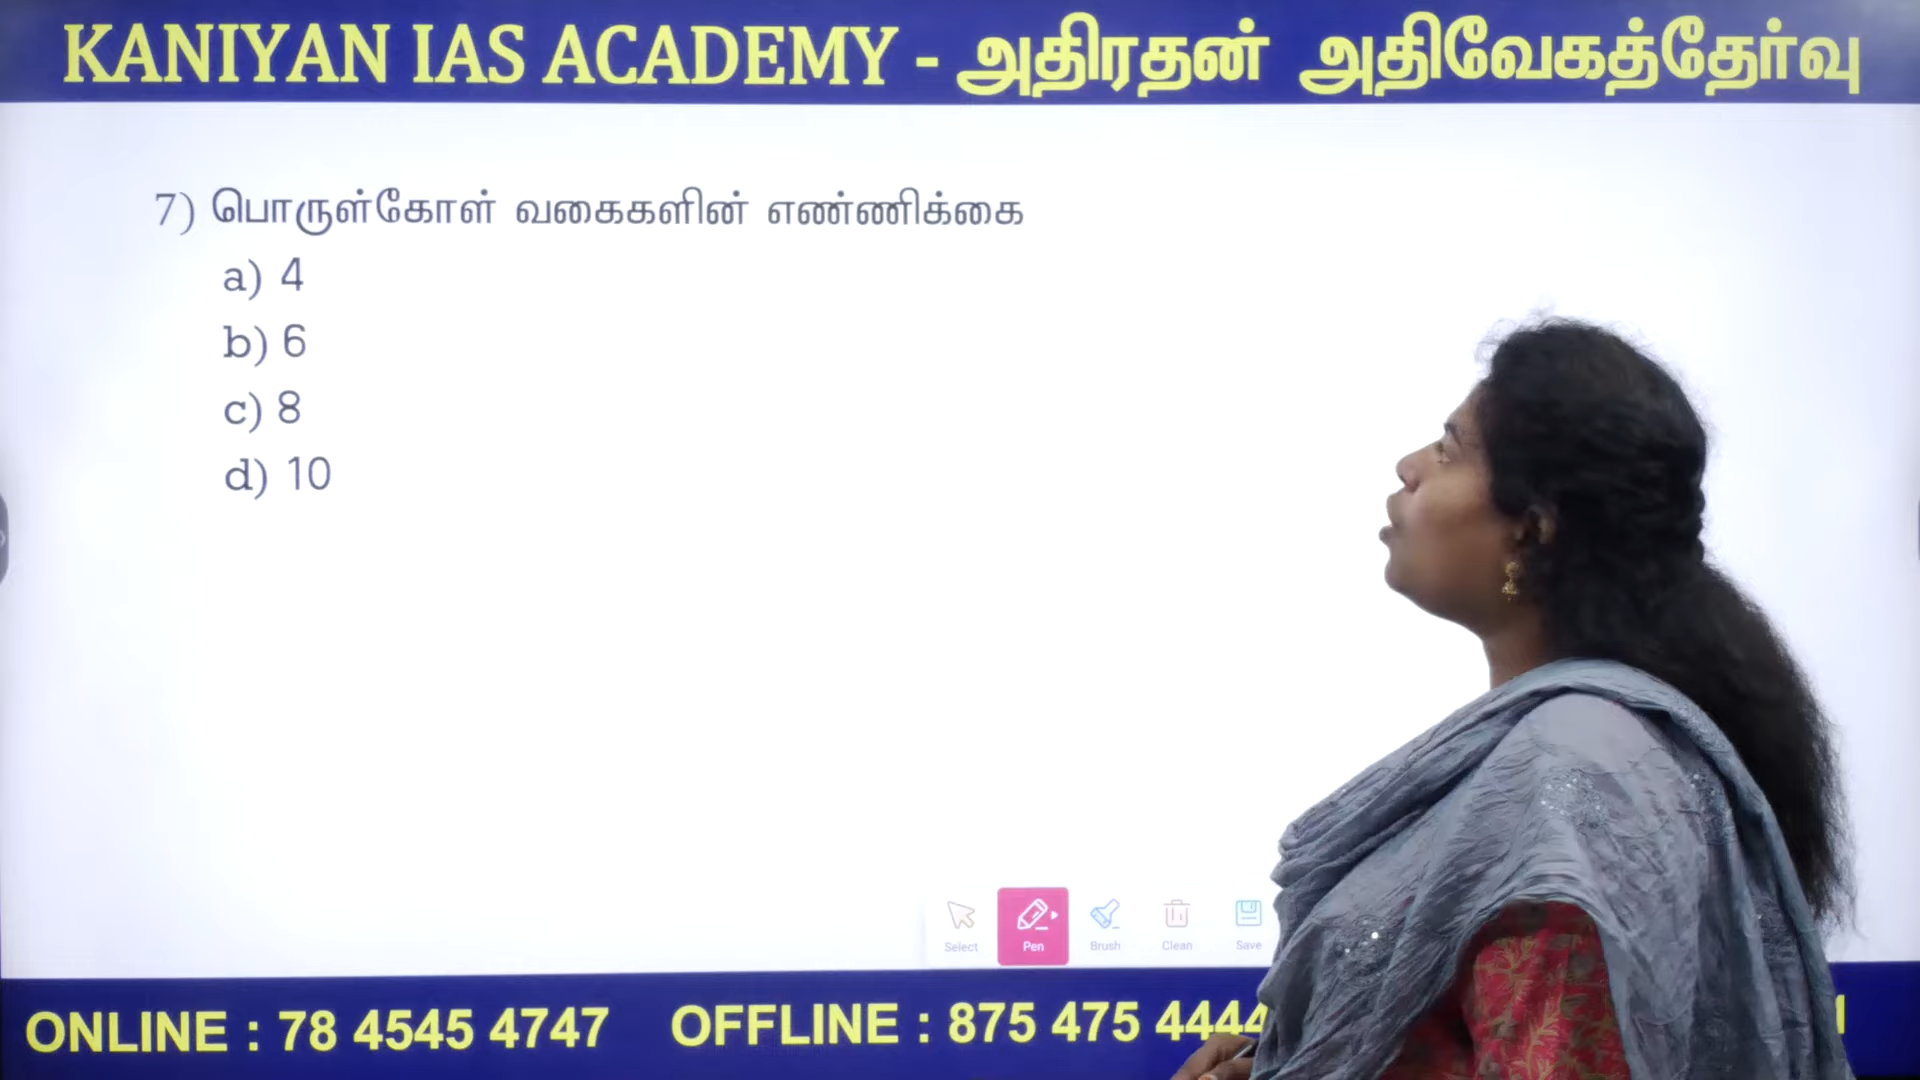 KANIYAN IAS ACADEMY - அதிரதன் அதிவேகத்தேர்வு
7) பொருள்கோள் வகைகளின் எண்ணிக்கை
a) 4
b) 6
c) 8
d) 10
Select Pen Brush Clean Save
ONLINE : 78 4545 4747 OFFLINE : 875 475 4444